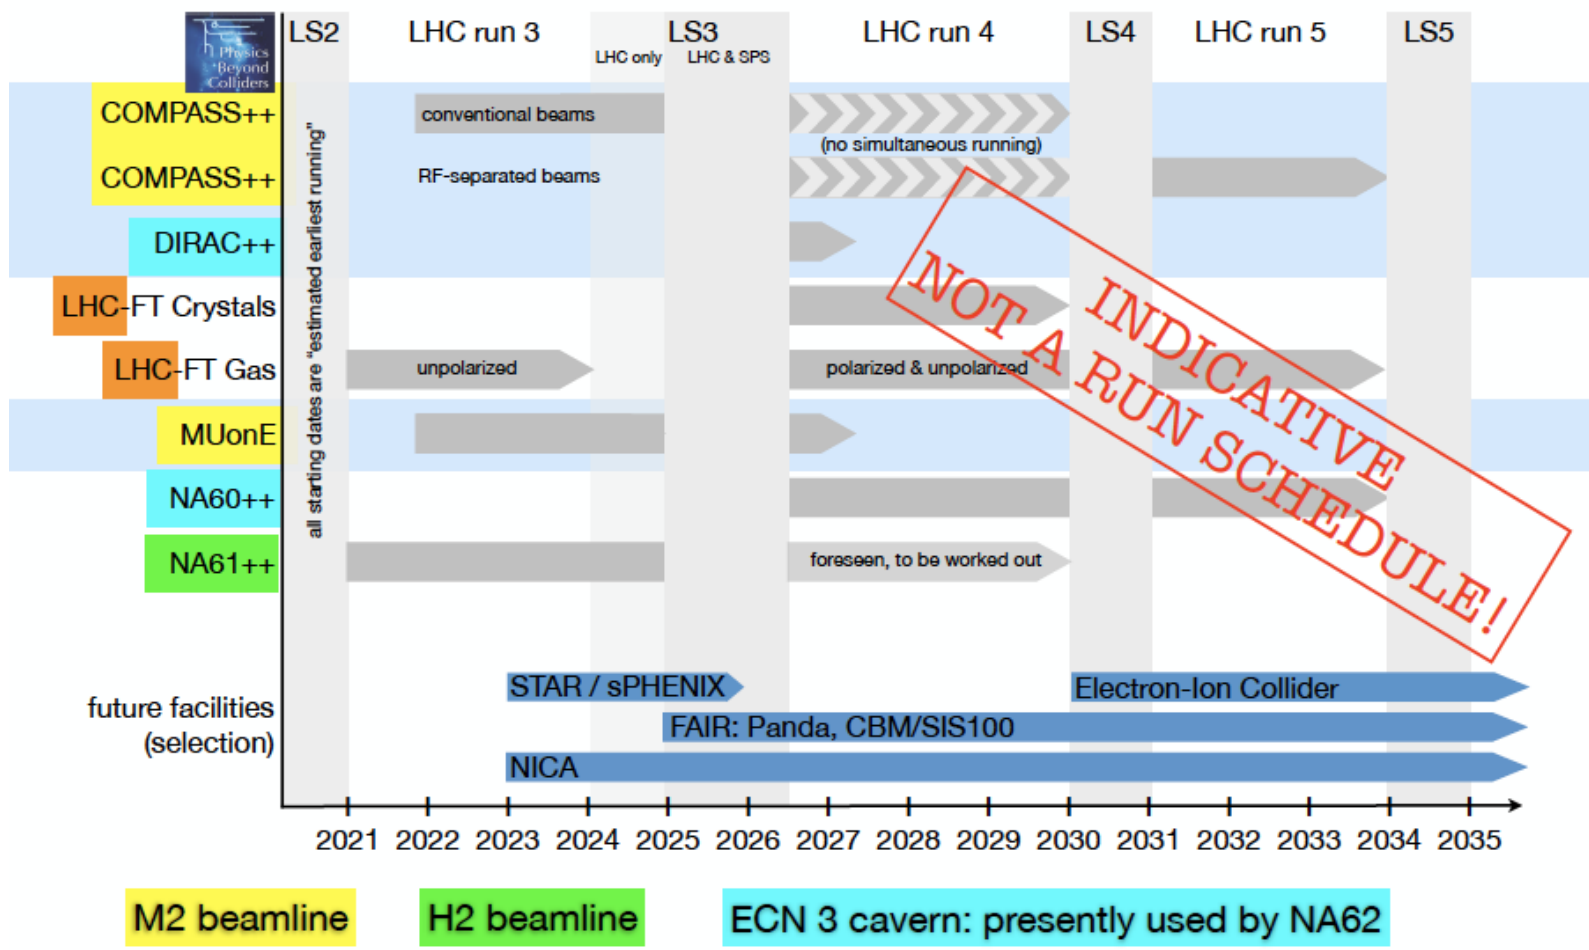 Physics
Beyond
Colliders
LS2
LHC run 3
LS3
LHC run 4
LS4
LHC run 5
LS5
LHC only
LHC & SPS
COMPASS++
conventional beams
(no simultaneous running)
COMPASS++
RF-separated beams
DIRAC++
LHC-FT Crystals
LHC-FT Gas
unpolarized
polarized & unpolarized
MUonE
NA60++
NA61++
foreseen, to be worked out
all starting dates are "estimated earliest running"
INDICATIVE
NOT A RUN SCHEDULE!
future facilities
(selection)
STAR / sPHENIX
Electron-Ion Collider
FAIR: Panda, CBM/SIS100
NICA
2021 2022 2023 2024 2025 2026 2027 2028 2029 2030 2031 2032 2033 2034 2035
M2 beamline
H2 beamline
ECN 3 cavern: presently used by NA62